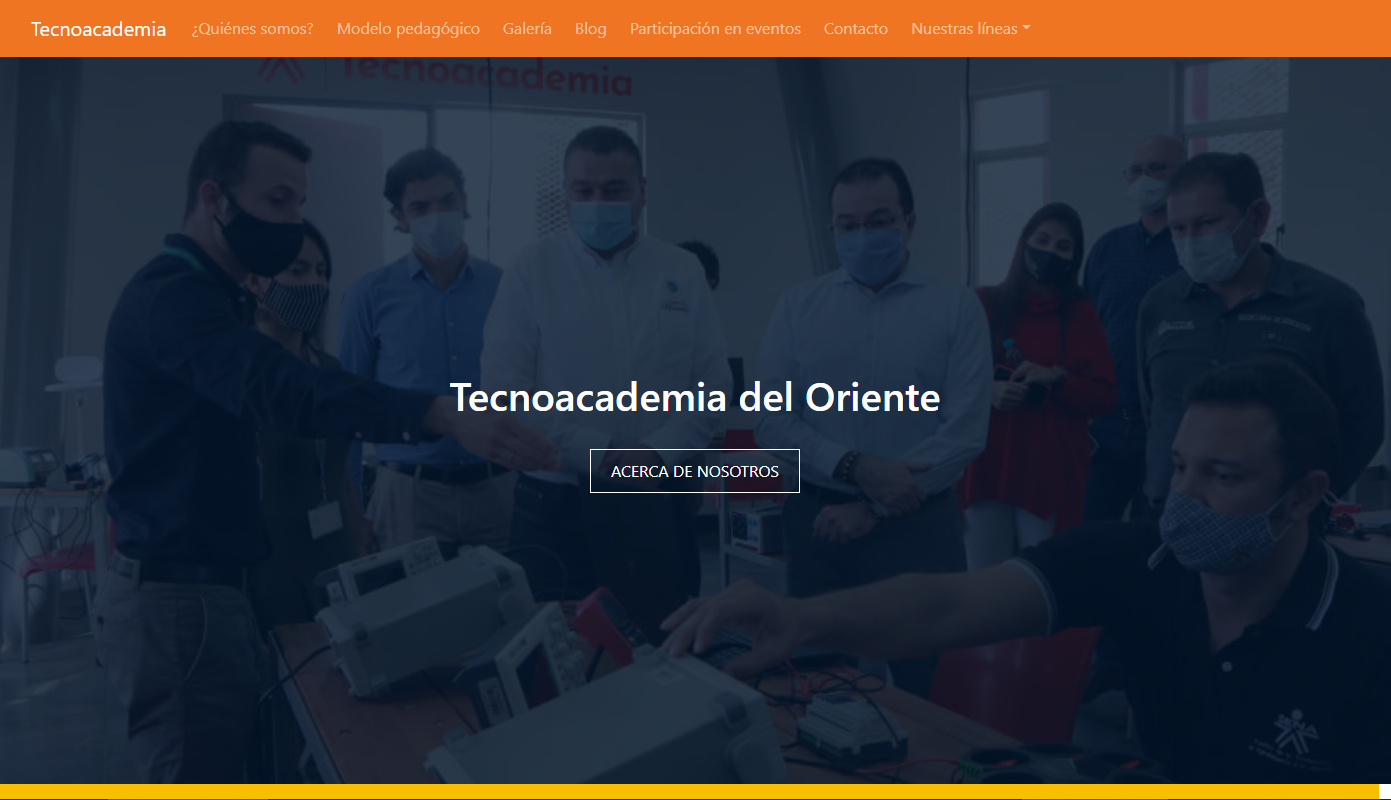 Tecnoacademia ¿Quiénes somos? Modelo pedagógico Galería Blog Participación en eventos Contacto Nuestras líneas
Tecnoacademia
Tecnoacademia del Oriente
ACERCA DE NOSOTROS